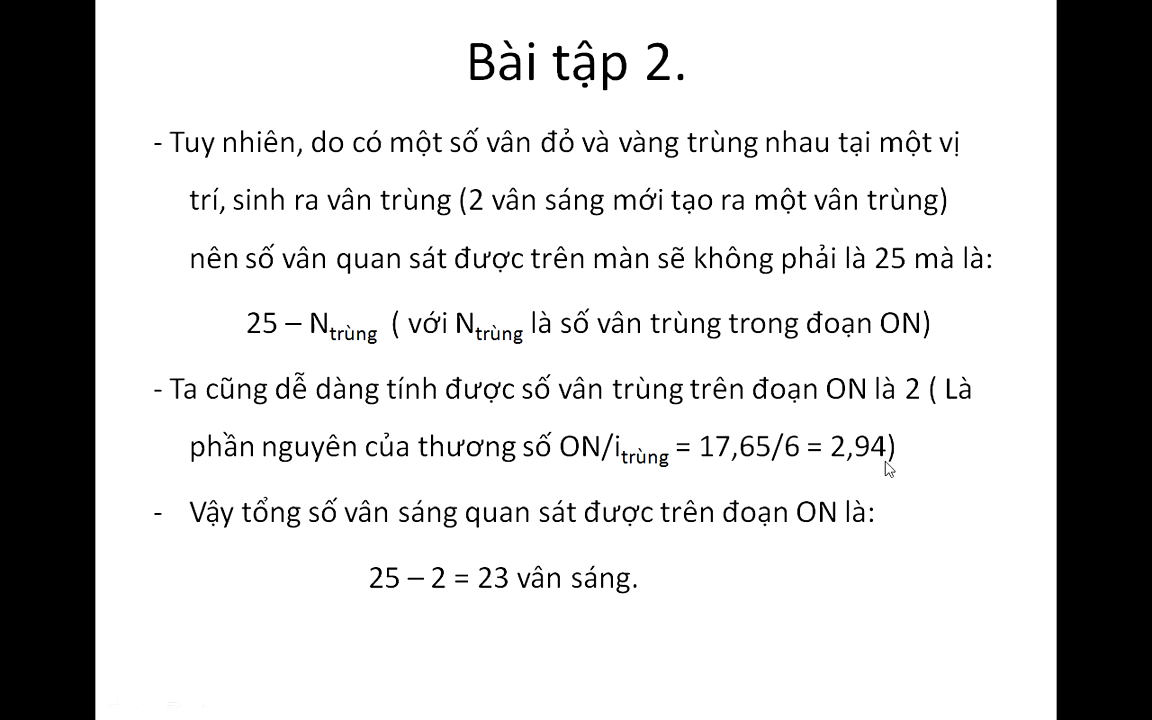 Bài tập 2.
- Tuy nhiên, do có một số vân đỏ và vàng trùng nhau tại một vị
trí, sinh ra vân trùng (2 vân sáng mới tạo ra một vân trùng)
nên số vân quan sát được trên màn sẽ không phải là 25 mà là:
25 – Ntrùng ( với Ntrùng là số vân trùng trong đoạn ON)
- Ta cũng dễ dàng tính được số vân trùng trên đoạn ON là 2 ( Là
phần nguyên của thương số ON/itrùng = 17,65/6 = 2,94)
- Vậy tổng số vân sáng quan sát được trên đoạn ON là:
25 – 2 = 23 vân sáng.